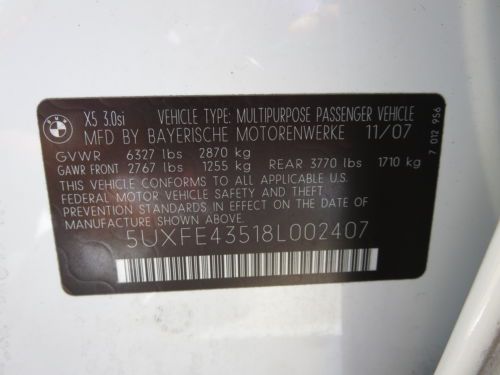 X5 3.0si VEHICLE TYPE: MULTIPURPOSE PASSENGER VEHICLE
MFD BY BAYERISCHE MOTORENWERKE 11/07
GVWR 6327 lbs 2870 kg
GAWR FRONT 2767 lbs 1255 kg REAR 3770 lbs 1710 kg
THIS VEHICLE CONFORMS TO ALL APPLICABLE
FEDERAL MOTOR VEHICLE SAFETY AND THEFT
PREVENTION STANDARDS IN EFFECT ON THE DATE OF
MANUFACTURE SHOWN ABOVE.
5UXFE43518L002407
7 012 956
BMW